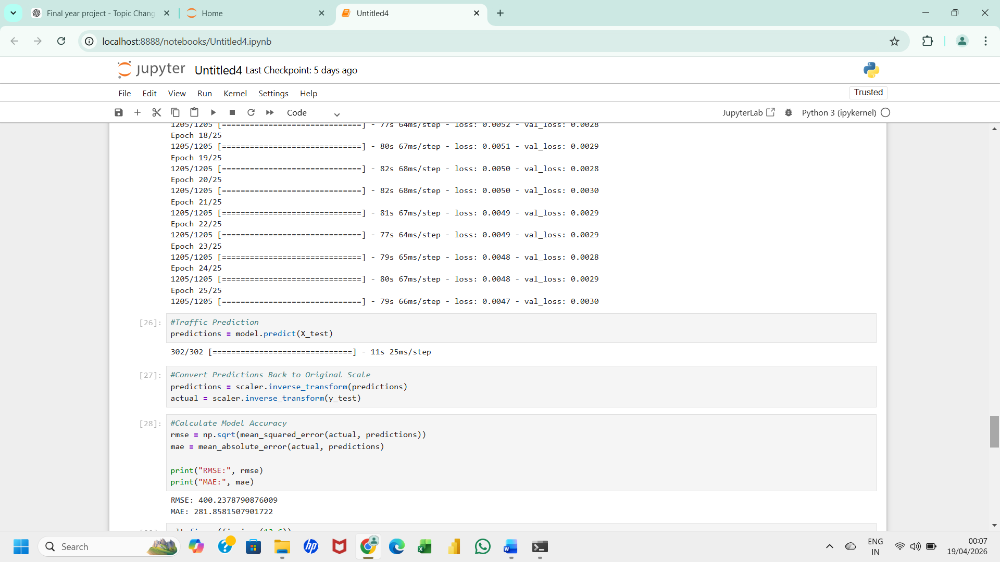 Final year project - Topic Chang
Home
Untitled4
localhost:8888/notebooks/Untitled4.ipynb
jupyter Untitled4 Last Checkpoint: 5 days ago
File Edit View Run Kernel Settings Help
Trusted
Code
JupyterLab
Python 3 (ipykernel)
1205/1205 [==============================] - 77s 64ms/step - loss: 0.0052 - val_loss: 0.0028
Epoch 18/25
1205/1205 [==============================] - 80s 67ms/step - loss: 0.0051 - val_loss: 0.0029
Epoch 19/25
1205/1205 [==============================] - 82s 68ms/step - loss: 0.0050 - val_loss: 0.0028
Epoch 20/25
1205/1205 [==============================] - 82s 68ms/step - loss: 0.0050 - val_loss: 0.0030
Epoch 21/25
1205/1205 [==============================] - 81s 67ms/step - loss: 0.0049 - val_loss: 0.0029
Epoch 22/25
1205/1205 [==============================] - 77s 64ms/step - loss: 0.0049 - val_loss: 0.0029
Epoch 23/25
1205/1205 [==============================] - 79s 65ms/step - loss: 0.0048 - val_loss: 0.0028
Epoch 24/25
1205/1205 [==============================] - 80s 67ms/step - loss: 0.0048 - val_loss: 0.0029
Epoch 25/25
1205/1205 [==============================] - 79s 66ms/step - loss: 0.0047 - val_loss: 0.0030
[26]: #Traffic Prediction
predictions = model.predict(X_test)
302/302 [==============================] - 11s 25ms/step
[27]: #Convert Predictions Back to Original Scale
predictions = scaler.inverse_transform(predictions)
actual = scaler.inverse_transform(y_test)
[28]: #Calculate Model Accuracy
rmse = np.sqrt(mean_squared_error(actual, predictions))
mae = mean_absolute_error(actual, predictions)
print("RMSE:", rmse)
print("MAE:", mae)
RMSE: 400.2378790876009
MAE: 281.8581507901722
Search
ENG
IN
00:07
19/04/2026